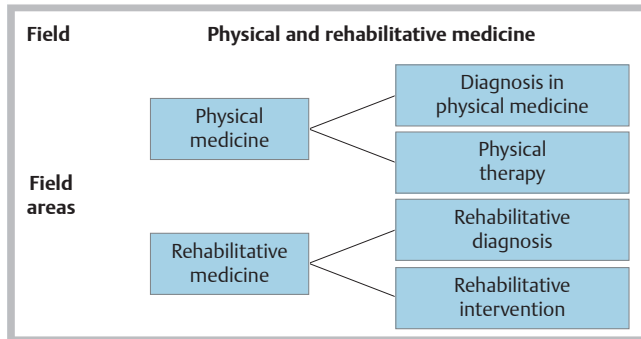 Field
Physical and rehabilitative medicine
Field
areas
Physical
medicine
Diagnosis in
physical medicine
Physical
therapy
Rehabilitative
medicine
Rehabilitative
diagnosis
Rehabilitative
intervention